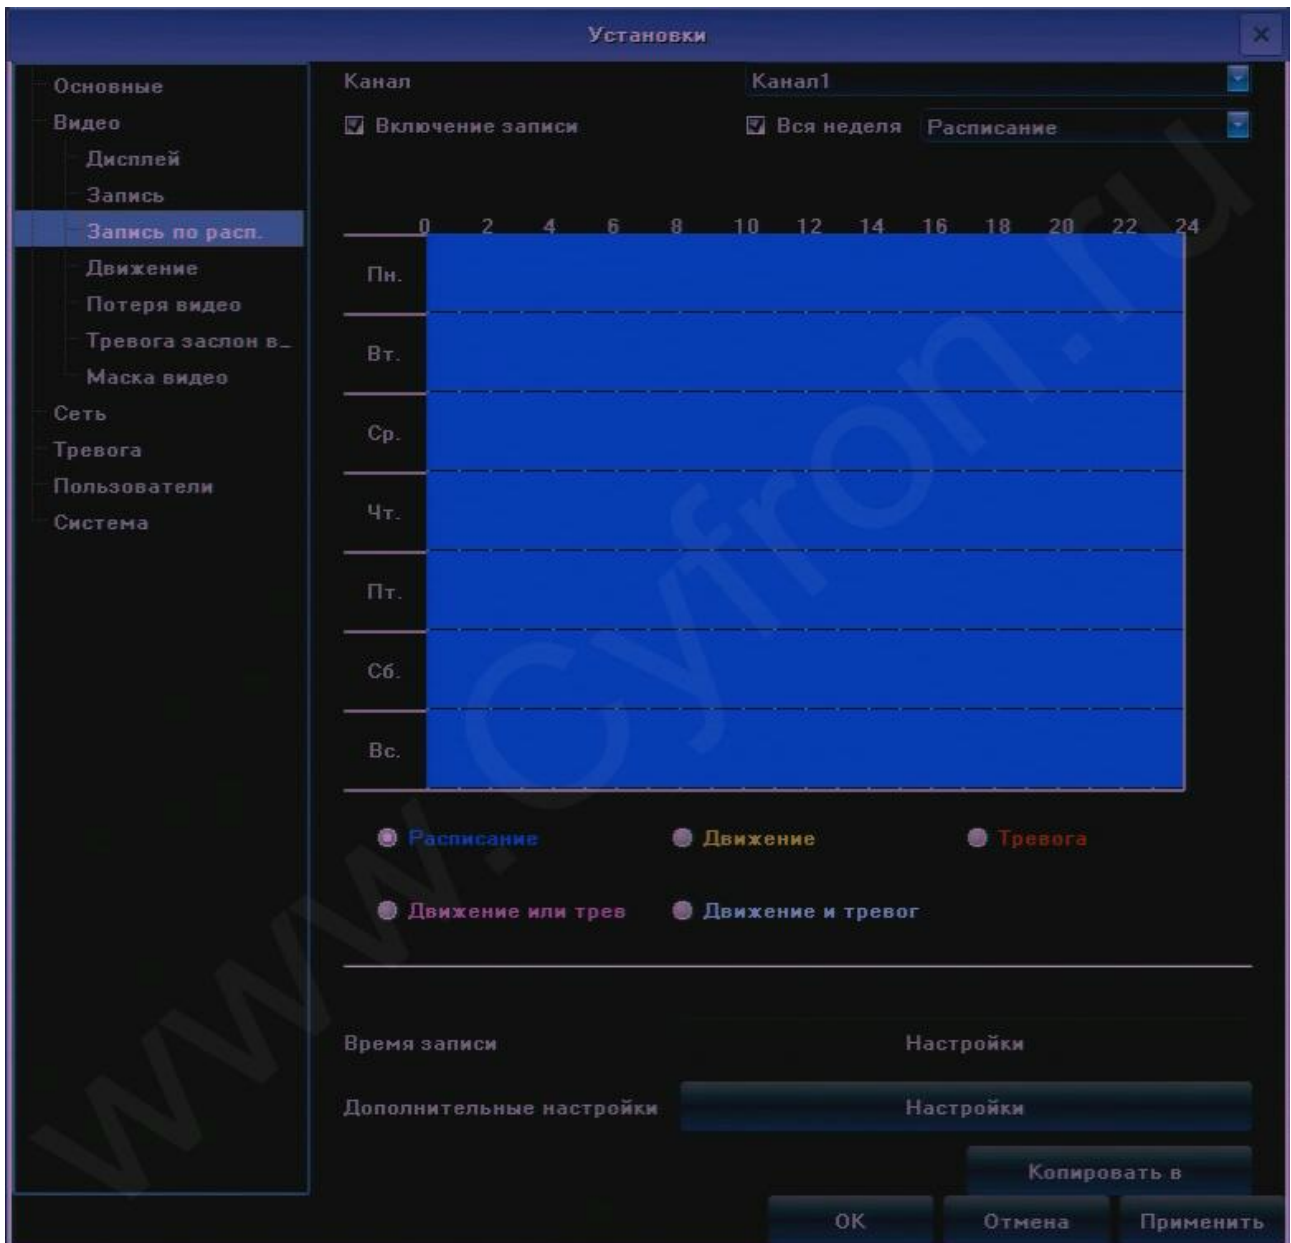 Установки
Основные
Видео
Дисплей
Запись
Запись по расп.
Движение
Потеря видео
Тревога заслон в_
Маска видео
Сеть
Тревога
Пользователи
Система
Канал
Канал1
Включение записи
Вся неделя
Расписание
0 2 4 6 8 10 12 14 16 18 20 22 24
Пн.
Вт.
Ср.
Чт.
Пт.
Сб.
Вс.
Расписание
Движение
Тревога
Движение или трев
Движение и тревог
Время записи
Настройки
Дополнительные настройки
Настройки
Копировать в
OK
Отмена
Применить
www.Cyfron.ru